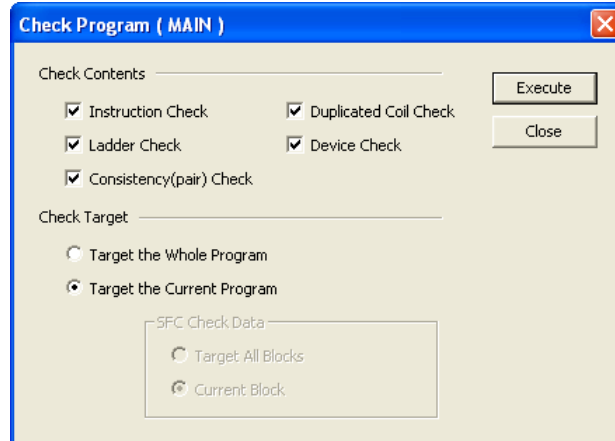 Check Program ( MAIN )
Check Contents
Execute
Instruction Check
Duplicated Coil Check
Close
Ladder Check
Device Check
Consistency(pair) Check
Check Target
Target the Whole Program
Target the Current Program
SFC Check Data
Target All Blocks
Current Block